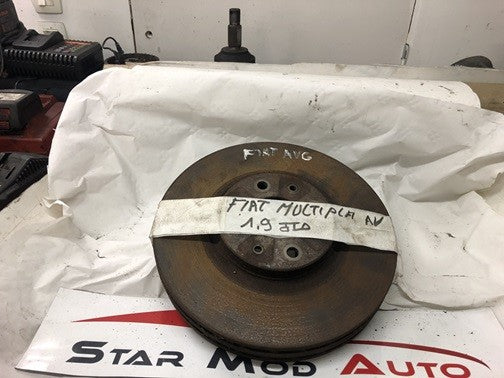 FIAT AVG
FIAT MULTIPLA AV
1,9 JTD
STAR MOD AUTO